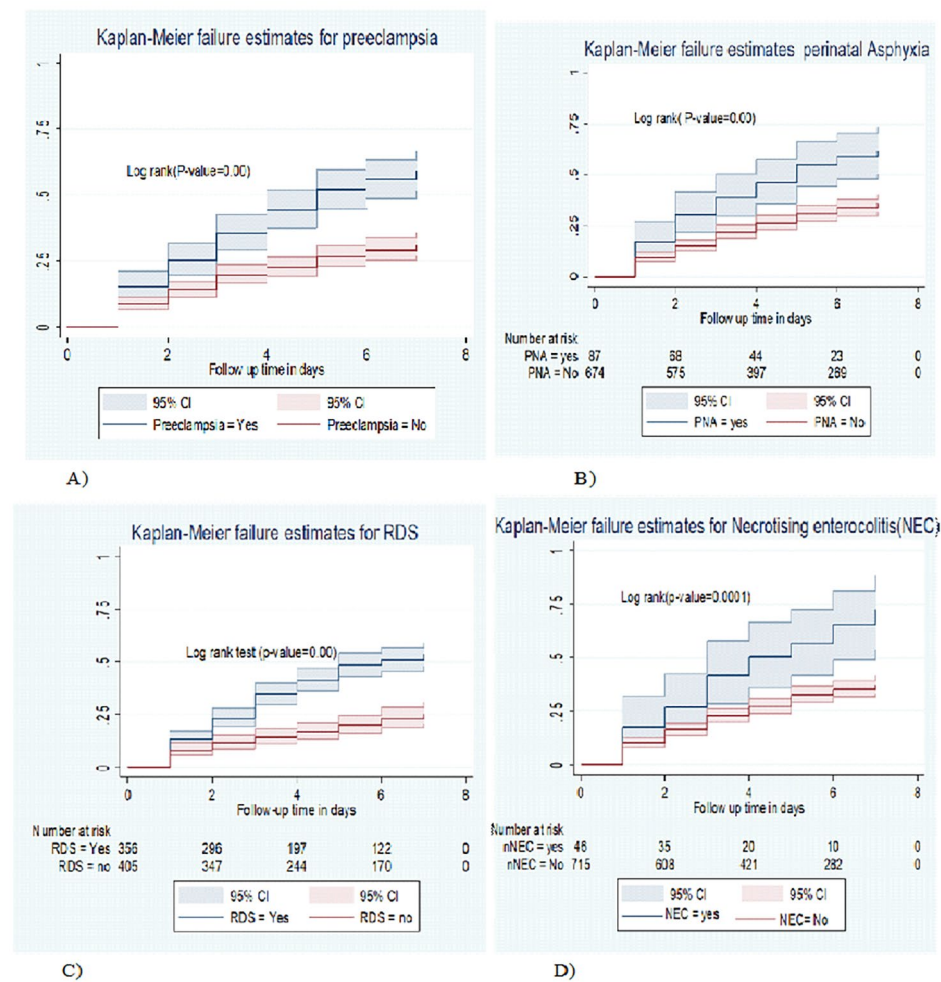 Kaplan-Meier failure estimates for preeclampsia
1
.75
.5
.25
0
Log rank(P-value=0.00)
0 2 4 6 8
Follow up time in days
95% CI 95% CI
Preeclampsia = Yes Preeclampsia = No
A)
Kaplan-Meier failure estimates perinatal Asphyxia
1
.75
.5
.25
0
Log rank( P-value=0.00)
0 2 4 6 8
Follow up time in days
Number at risk
PNA = yes 87 68 44 23 0
PNA = No 674 575 397 269 0
95% CI 95% CI
PNA = yes PNA = No
B)
Kaplan-Meier failure estimates for RDS
1
.75
.5
.25
0
Log rank test (p-value=0.00)
0 2 4 6 8
Follow-up time in days
Number at risk
RDS = Yes 356 296 197 122 0
RDS = no 405 347 244 170 0
95% CI 95% CI
RDS = Yes RDS = no
C)
Kaplan-Meier failure estimates for Necrotising enterocolitis(NEC)
1
.75
.5
.25
0
Log rank(p-value=0.0001)
0 2 4 6 8
Follow up time in days
Number at risk
nNEC = yes 46 35 20 10 0
nNEC = No 715 608 421 282 0
95% CI 95% CI
NEC = yes NEC= No
D)